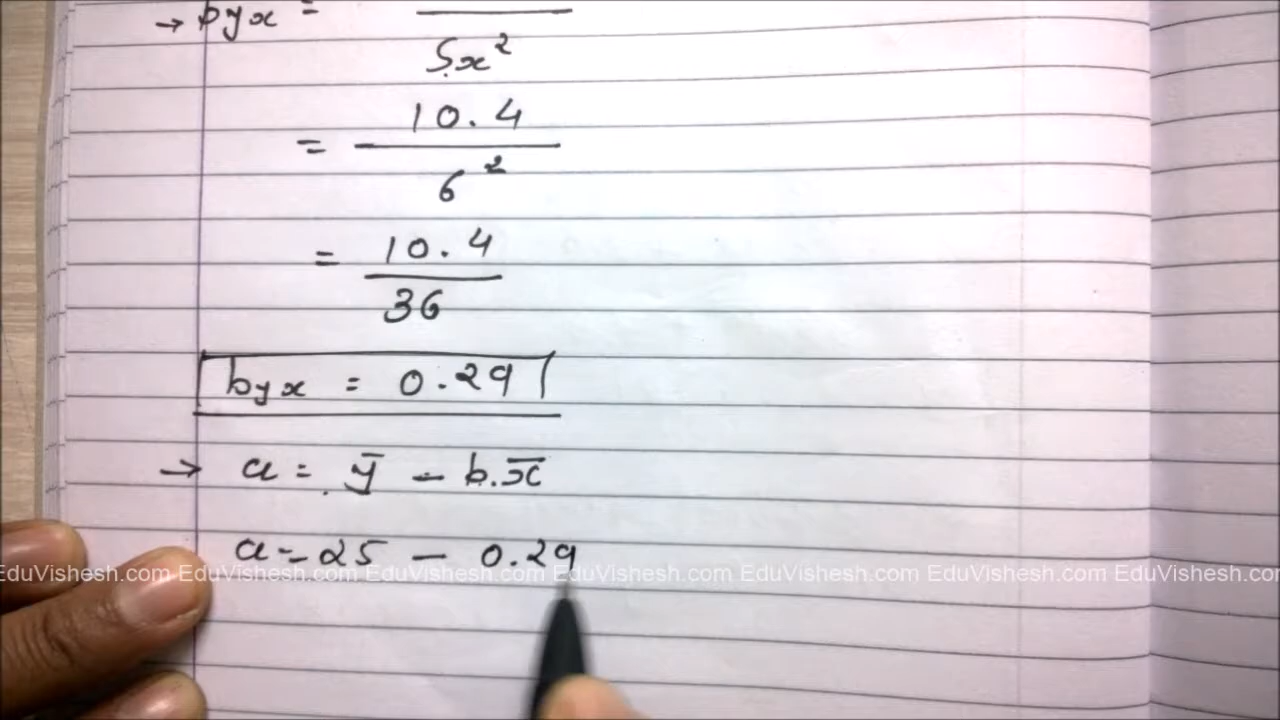 → byx =
Sx²
= 10.4
6²
= 10.4
36
byx = 0.29
→ a = ȳ - b.x̄
a = 25 - 0.29
EduVishesh.com EduVishesh.com EduVishesh.com EduVishesh.com EduVishesh.com EduVishesh.com EduVishesh.com